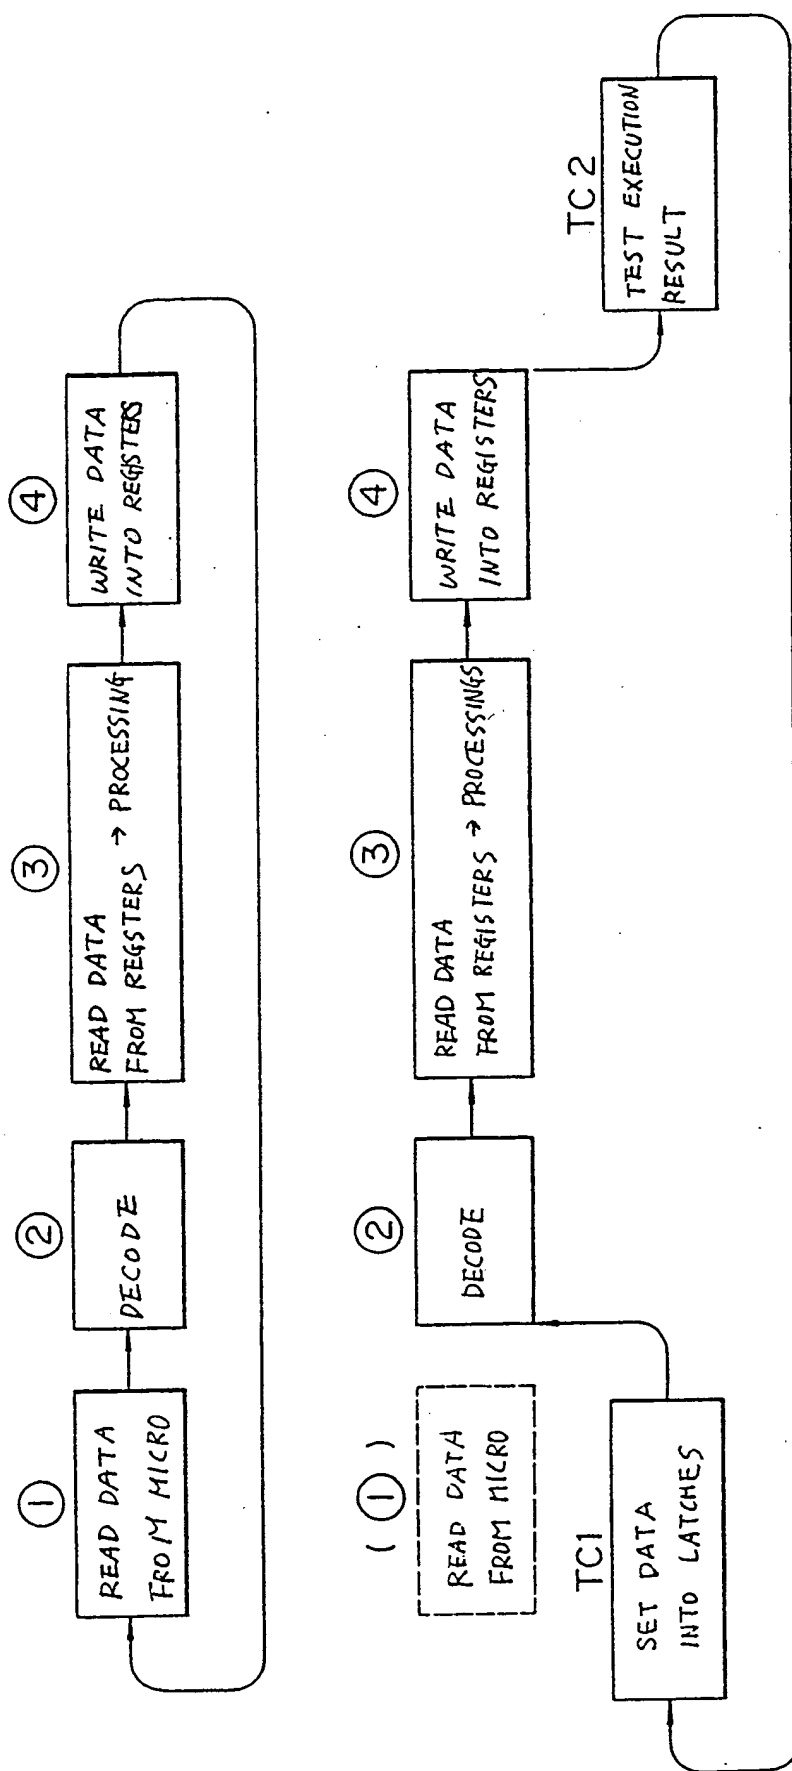 ①
READ DATA
FROM MICRO
②
DECODE
③
READ DATA
FROM REGSTERS → PROCESSING
④
WRITE DATA
INTO REGSTERS
( ① )
READ DATA
FROM MICRO
②
DECODE
③
READ DATA
FROM REGISTERS → PROCESSINGS
④
WRITE DATA
INTO REGISTERS
TC1
SET DATA
INTO LATCHES
TC2
TEST EXECUTION
RESULT